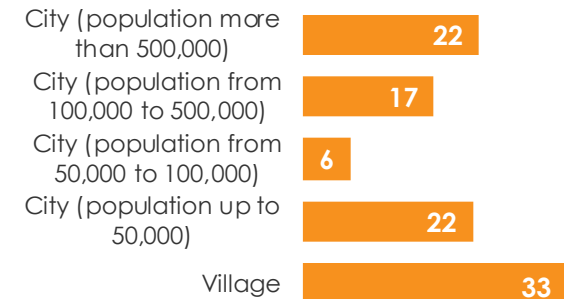 City (population more
than 500,000)
22
City (population from
100,000 to 500,000)
17
City (population from
50,000 to 100,000)
6
City (population up to
50,000)
22
Village
33